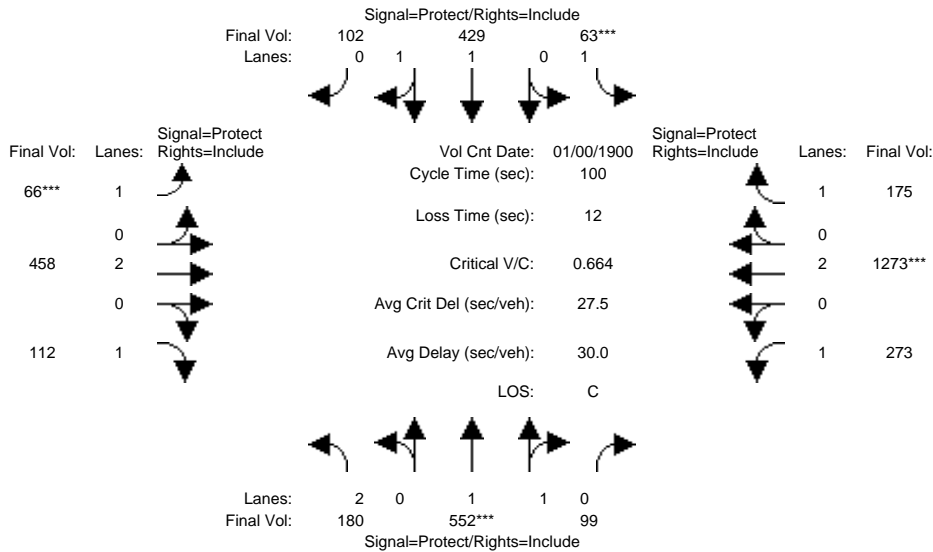 Signal=Protect/Rights=Include
Final Vol: 102 429 63***
Lanes: 0 1 1 0 1
Signal=Protect
Final Vol: Lanes: Rights=Include
Vol Cnt Date: 01/00/1900
Signal=Protect
Rights=Include Lanes: Final Vol:
Cycle Time (sec): 100
66*** 1
1 175
Loss Time (sec): 12
0
0
458 2
Critical V/C: 0.664
2 1273***
0
Avg Crit Del (sec/veh): 27.5
0
112 1
Avg Delay (sec/veh): 30.0
1 273
LOS: C
Lanes: 2 0 1 1 0
Final Vol: 180 552*** 99
Signal=Protect/Rights=Include